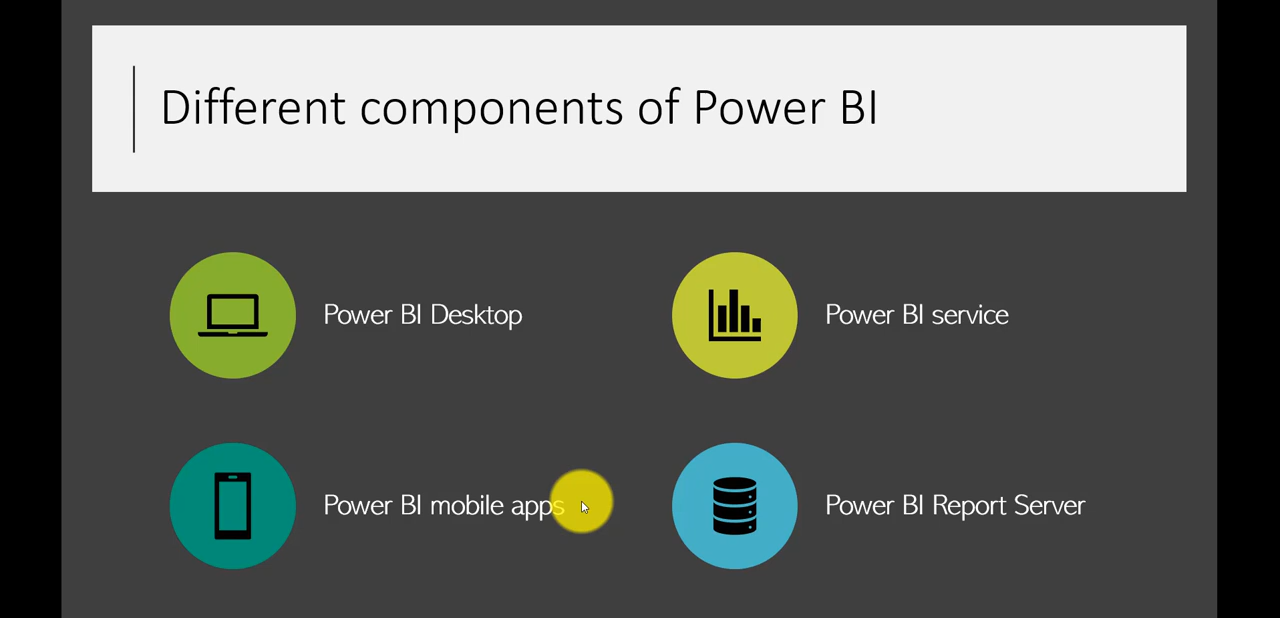 Different components of Power BI
Power BI Desktop
Power BI service
Power BI mobile apps
Power BI Report Server